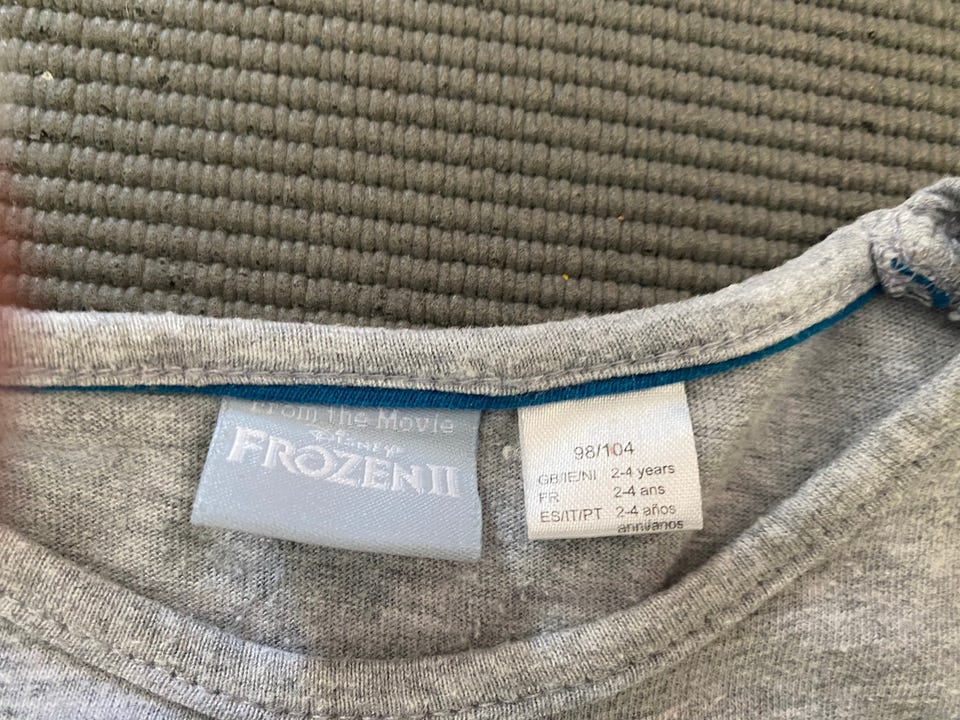 From the Movie
DISNEY
FROZEN II
98/104
GB/IE/NI 2-4 years
FR 2-4 ans
ES/IT/PT 2-4 años
anni/anos